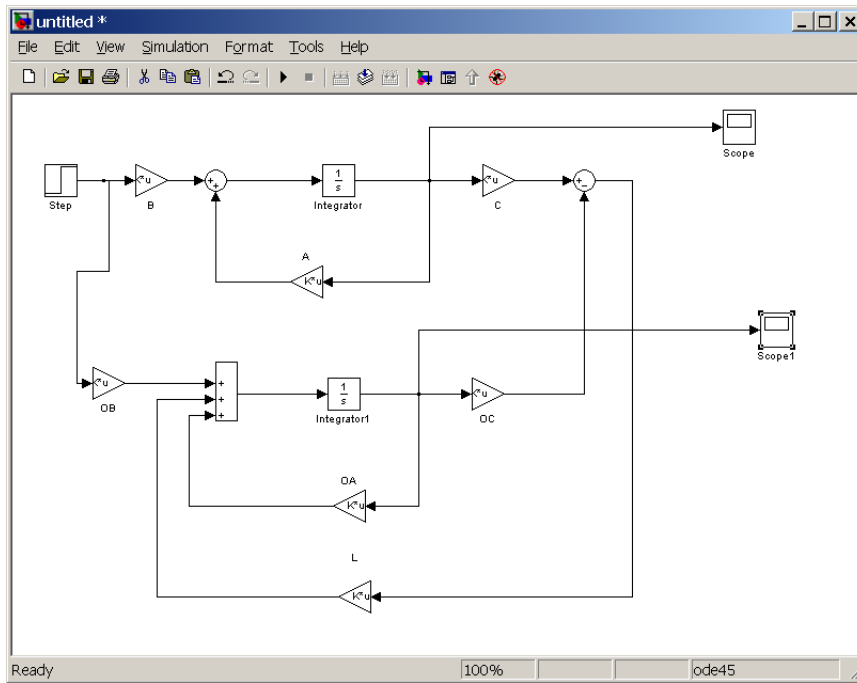 untitled *
File Edit View Simulation Format Tools Help
Scope
Step
B
+
+
1
s
Integrator
K*u
C
+
−
A
K*u
Scope1
K*u
OB
+
+
+
1
s
Integrator1
K*u
OC
OA
K*u
L
K*u
Ready 100% ode45